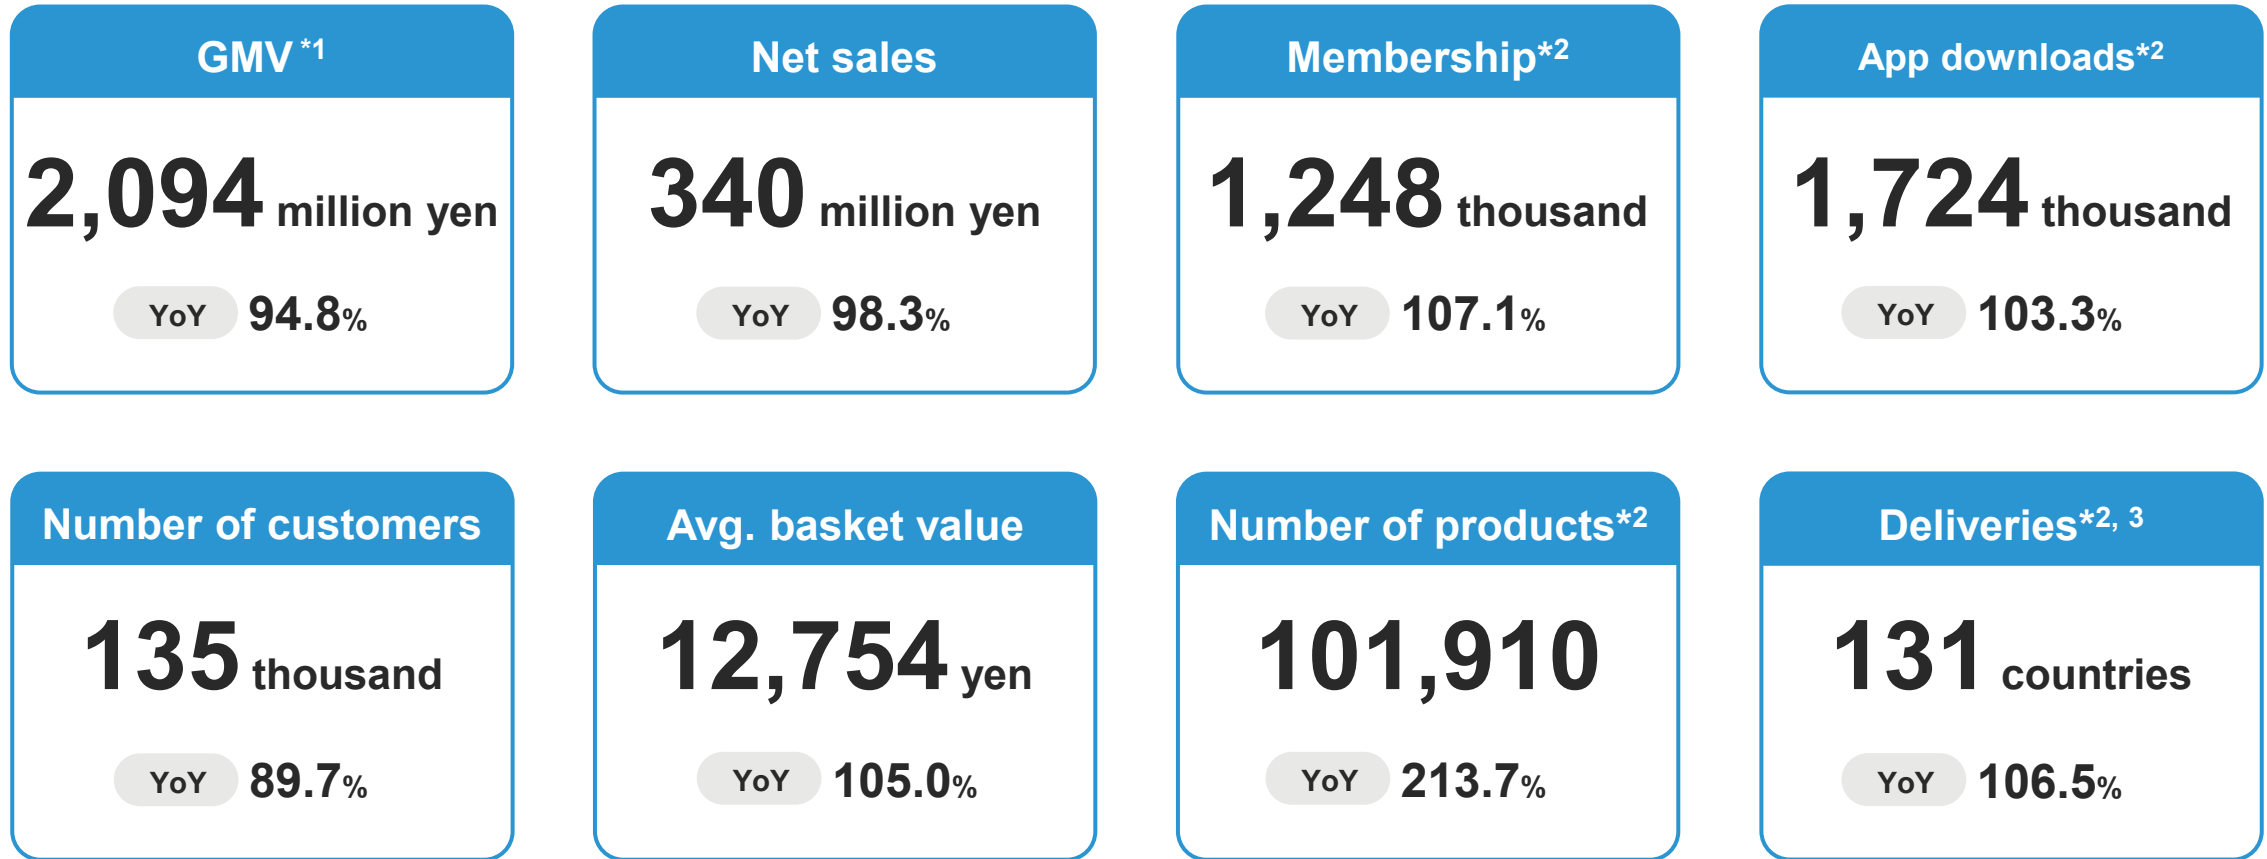 GMV *1
2,094 million yen
YoY 94.8%
Net sales
340 million yen
YoY 98.3%
Membership*2
1,248 thousand
YoY 107.1%
App downloads*2
1,724 thousand
YoY 103.3%
Number of customers
135 thousand
YoY 89.7%
Avg. basket value
12,754 yen
YoY 105.0%
Number of products*2
101,910
YoY 213.7%
Deliveries*2, 3
131 countries
YoY 106.5%